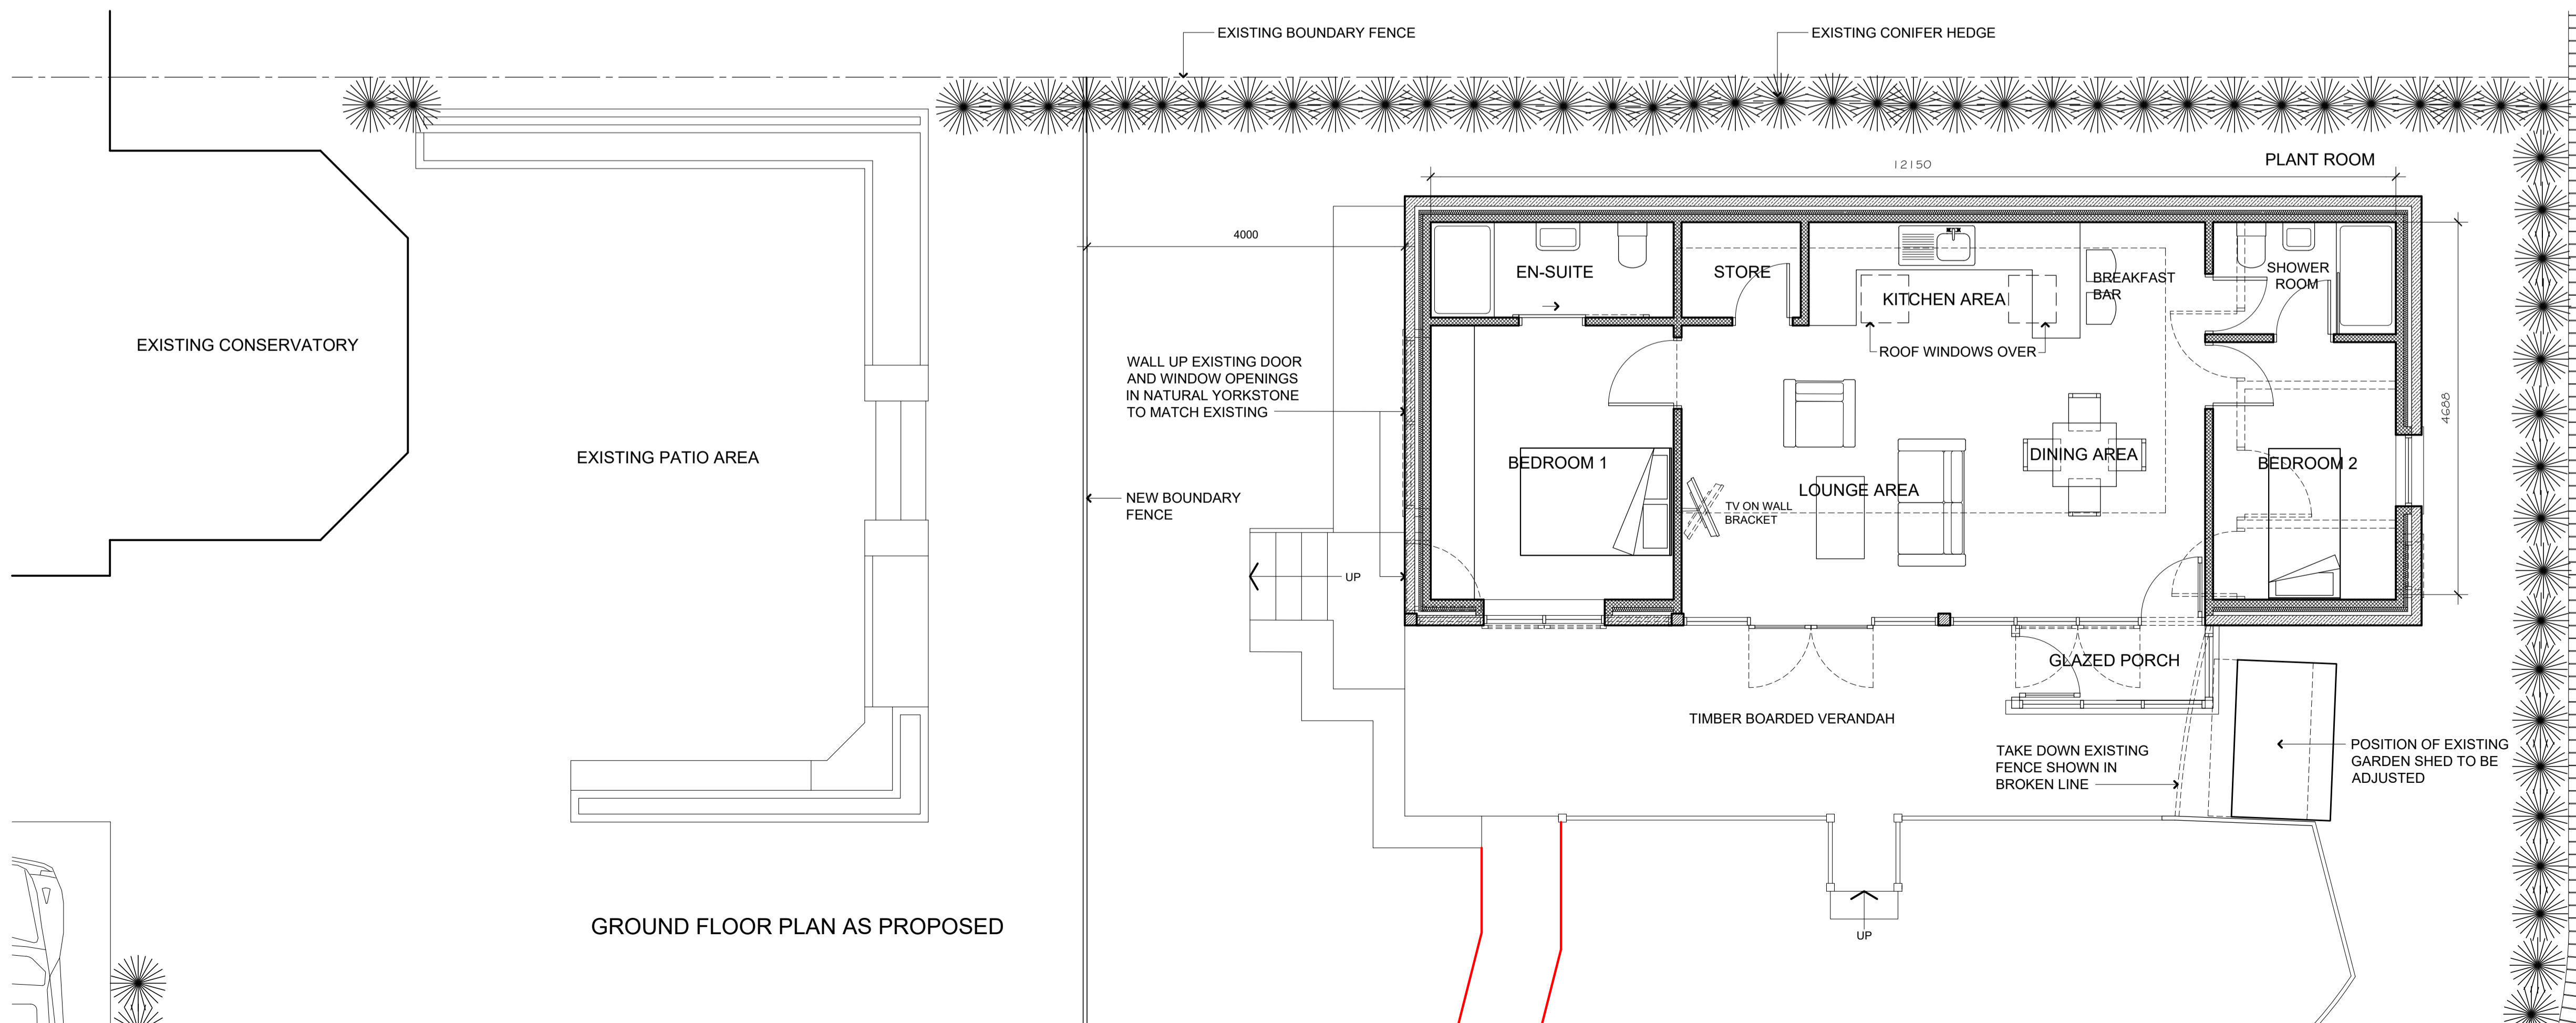 EXISTING BOUNDARY FENCE
EXISTING CONIFER HEDGE
PLANT ROOM
12150
4000
EN-SUITE
STORE
KITCHEN AREA
BREAKFAST
BAR
SHOWER
ROOM
EXISTING CONSERVATORY
ROOF WINDOWS OVER
WALL UP EXISTING DOOR
AND WINDOW OPENINGS
IN NATURAL YORKSTONE
TO MATCH EXISTING
4688
EXISTING PATIO AREA
BEDROOM 1
DINING AREA
BEDROOM 2
LOUNGE AREA
NEW BOUNDARY
FENCE
TV ON WALL
BRACKET
UP
GLAZED PORCH
TIMBER BOARDED VERANDAH
TAKE DOWN EXISTING
FENCE SHOWN IN
BROKEN LINE
POSITION OF EXISTING
GARDEN SHED TO BE
ADJUSTED
GROUND FLOOR PLAN AS PROPOSED
UP